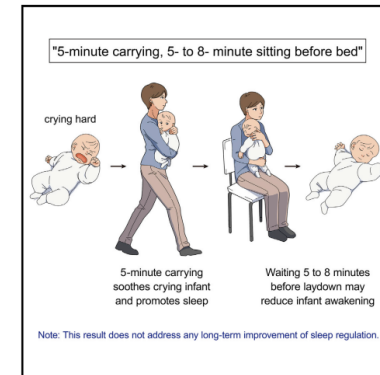 "5-minute carrying, 5- to 8- minute sitting before bed"
crying hard
5-minute carrying
soothes crying infant
and promotes sleep
Waiting 5 to 8 minutes
before laydown may
reduce infant awakening
Note: This result does not address any long-term improvement of sleep regulation.